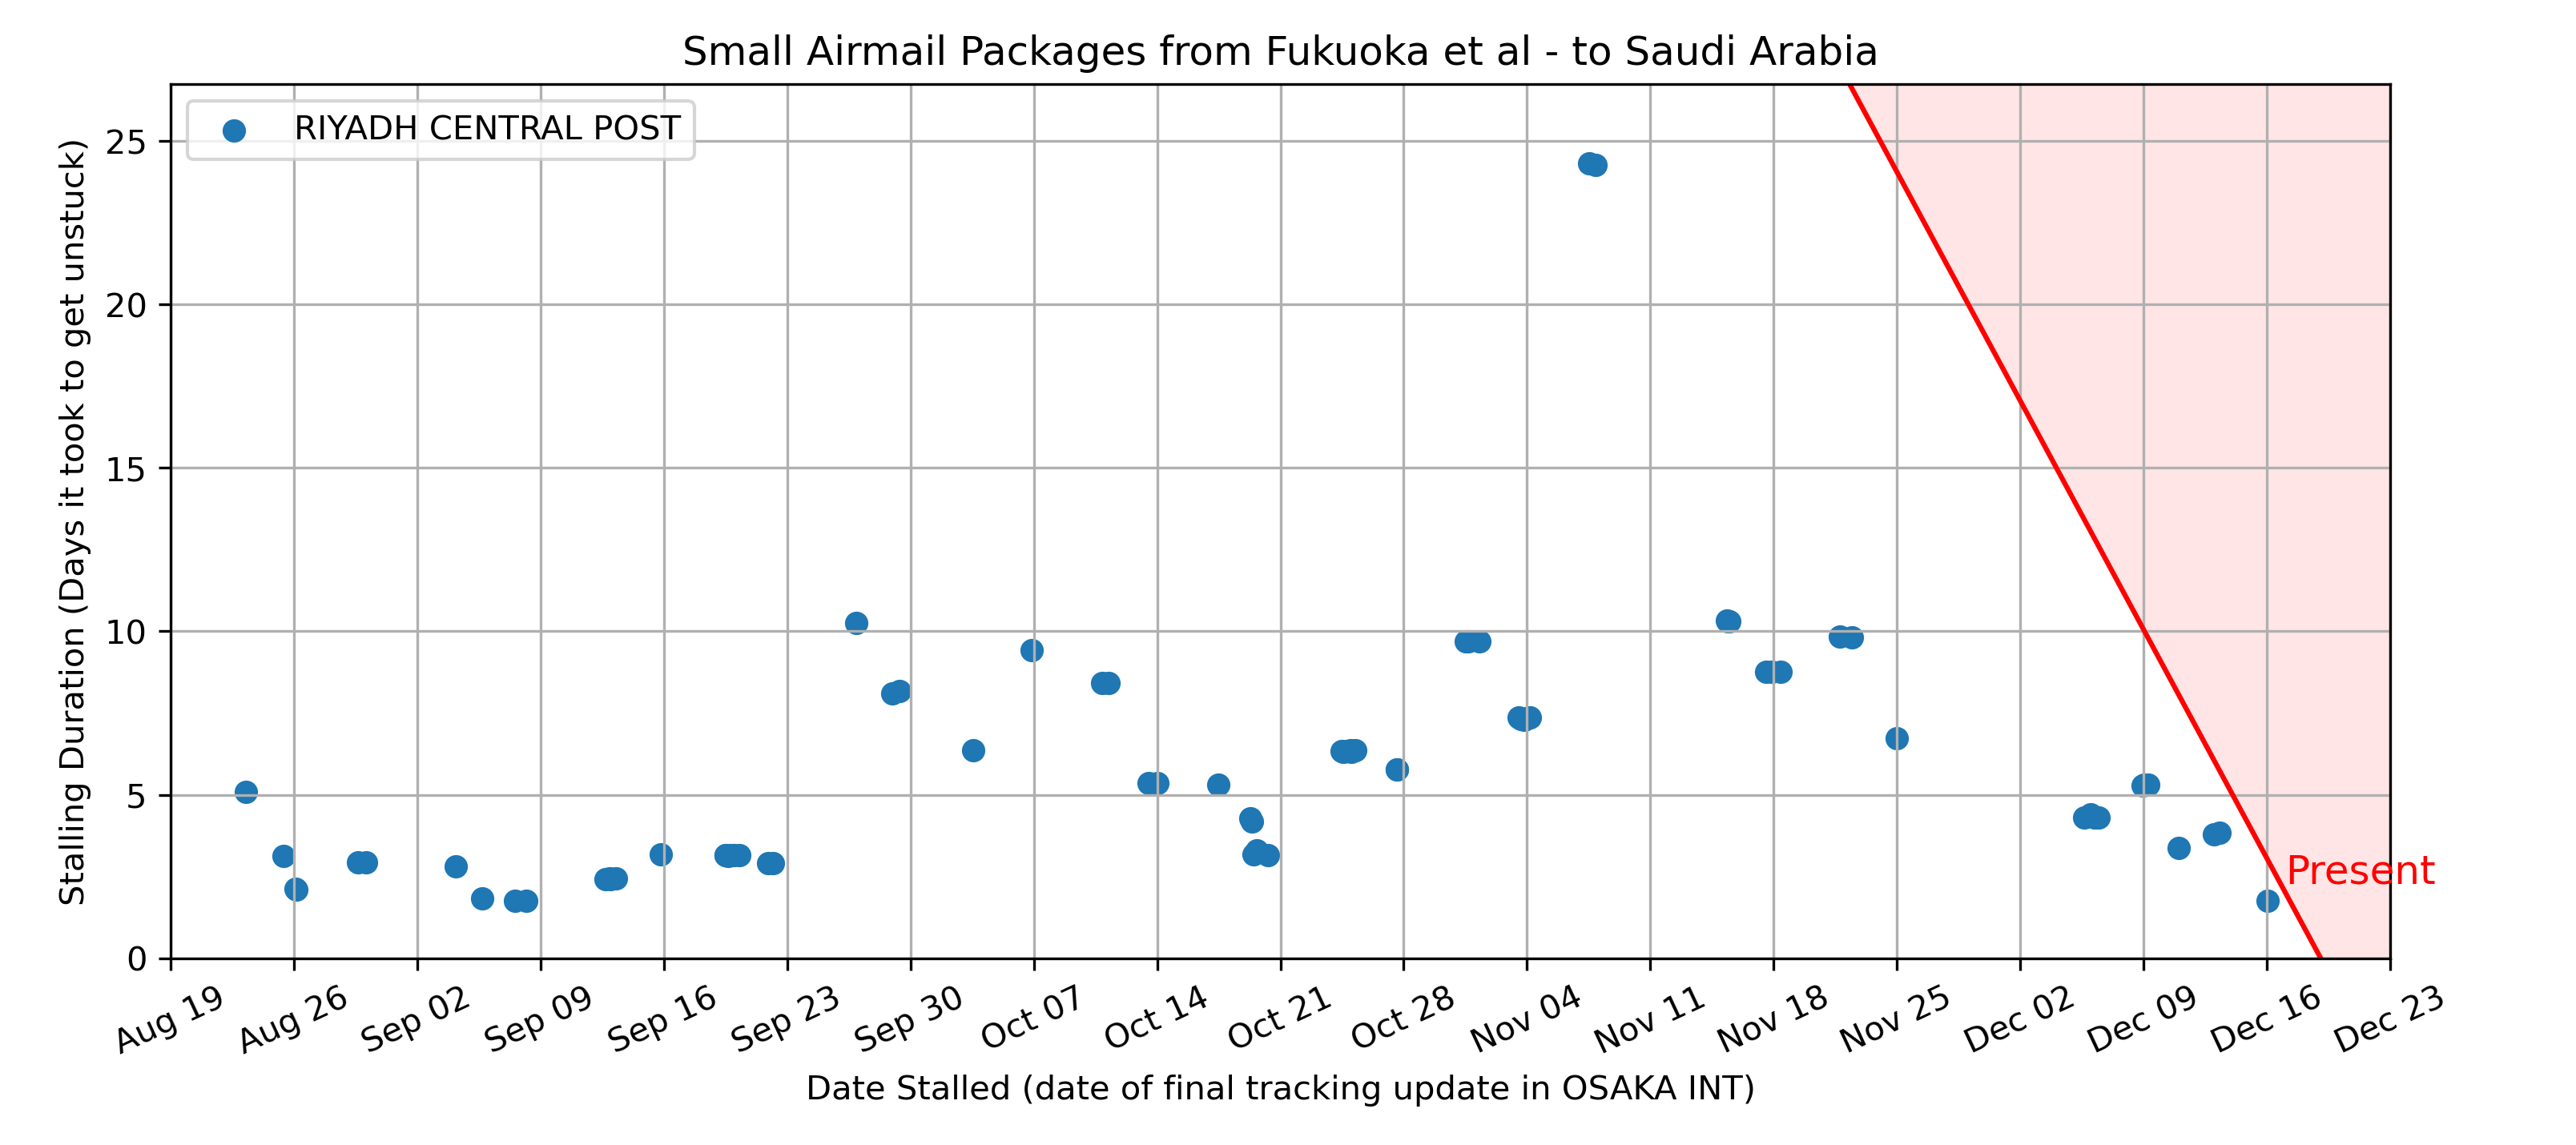 Small Airmail Packages from Fukuoka et al - to Saudi Arabia
RIYADH CENTRAL POST
Stalling Duration (Days it took to get unstuck)
25
20
15
10
5
0
Present
Aug 19
Aug 26
Sep 02
Sep 09
Sep 16
Sep 23
Sep 30
Oct 07
Oct 14
Oct 21
Oct 28
Nov 04
Nov 11
Nov 18
Nov 25
Dec 02
Dec 09
Dec 16
Dec 23
Date Stalled (date of final tracking update in OSAKA INT)